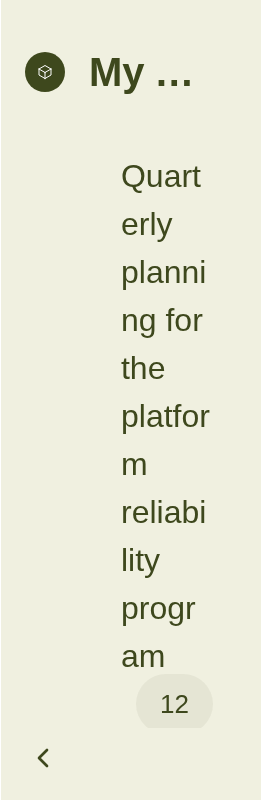 My …
Quart
erly
planni
ng for
the
platfor
m
reliabi
lity
progr
am
12